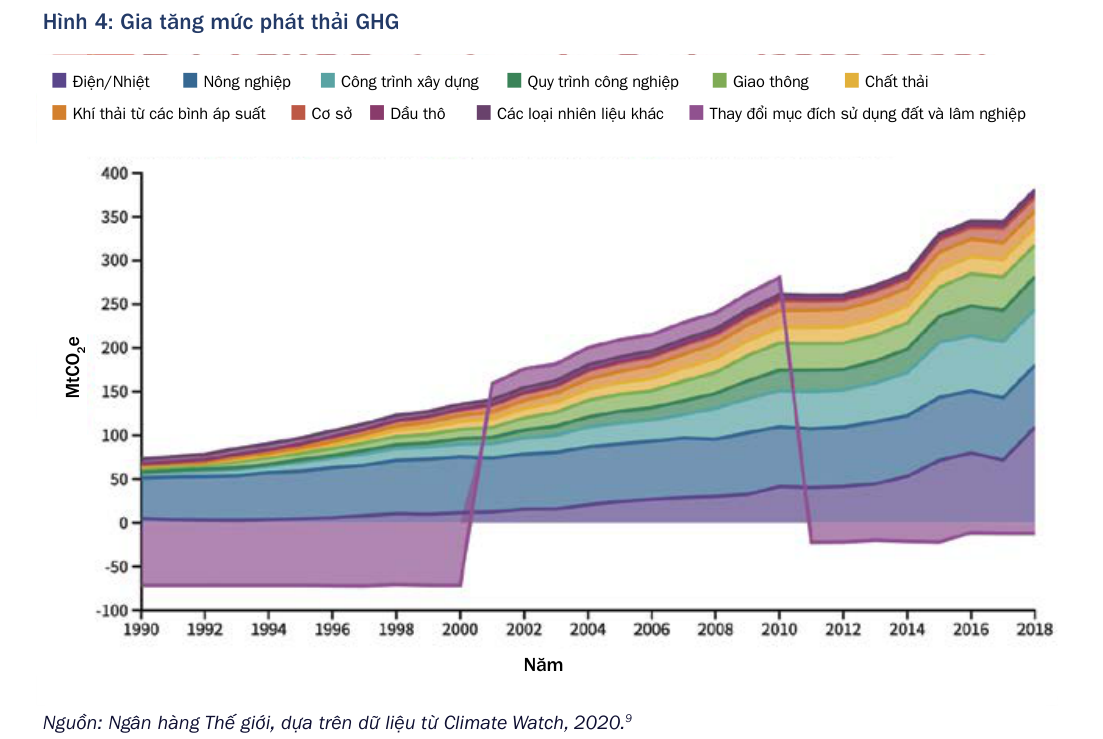 Hình 4: Gia tăng mức phát thải GHG
Điện/Nhiệt Nông nghiệp Công trình xây dựng Quy trình công nghiệp Giao thông Chất thải
Khí thải từ các bình áp suất Cơ sở Dầu thô Các loại nhiên liệu khác Thay đổi mục đích sử dụng đất và lâm nghiệp
400
350
300
250
200
150
100
50
0
-50
-100
MtCO₂e
1990 1992 1994 1996 1998 2000 2002 2004 2006 2008 2010 2012 2014 2016 2018
Năm
Nguồn: Ngân hàng Thế giới, dựa trên dữ liệu từ Climate Watch, 2020.⁹